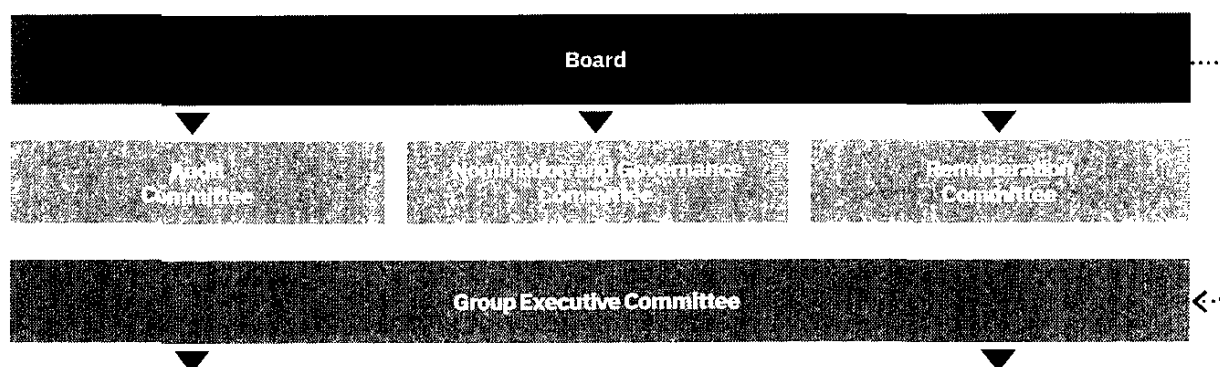 Board
Audit
Committee
Nomination and Governance
Committee
Remuneration
Committee
Group Executive Committee